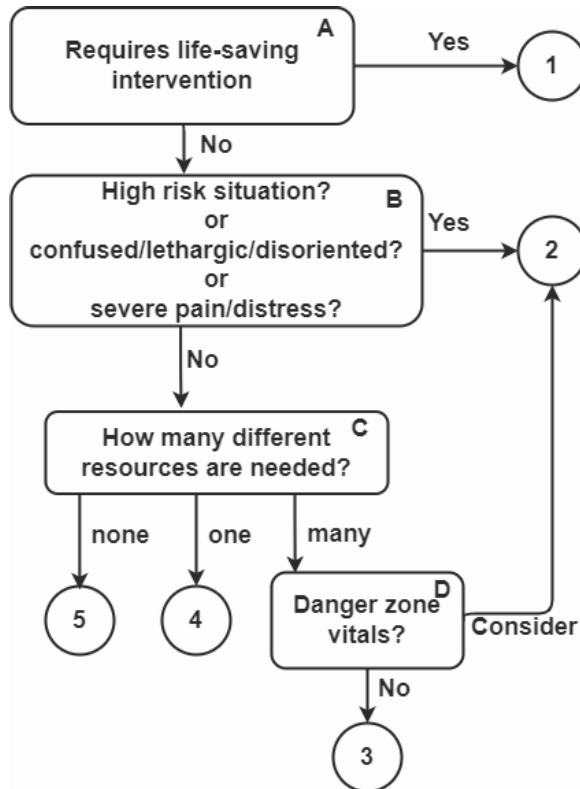 A
Requires life-saving
intervention
Yes
1
No
B
High risk situation?
or
confused/lethargic/disoriented?
or
severe pain/distress?
Yes
2
No
C
How many different
resources are needed?
none
one
many
5
4
D
Danger zone
vitals?
Consider
No
3